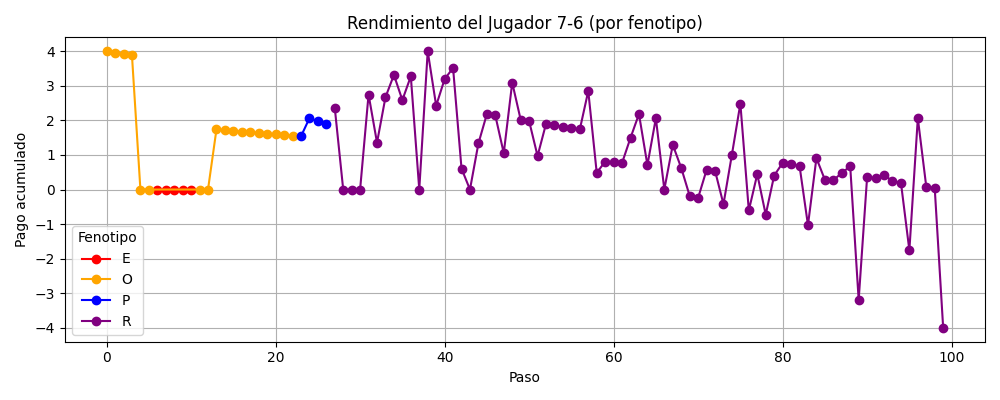 Rendimiento del Jugador 7-6 (por fenotipo)
Pago acumulado
4
3
2
1
0
−1
−2
−3
−4
Fenotipo
E
O
P
R
0 20 40 60 80 100
Paso